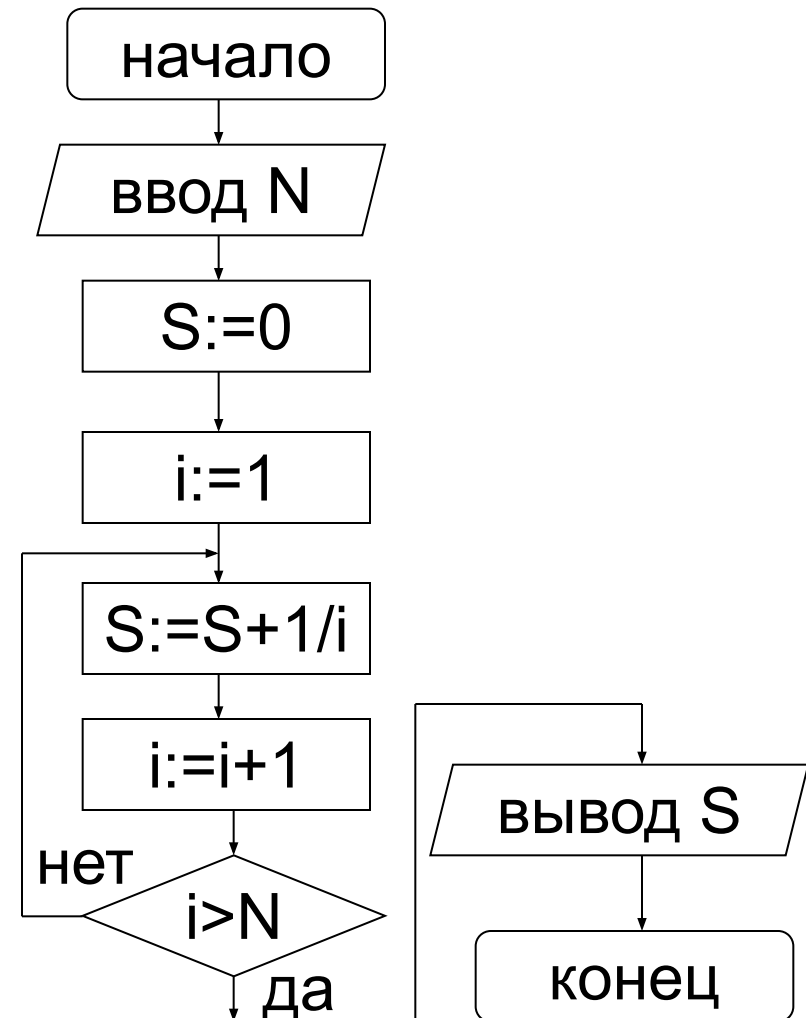 начало
ввод N
S:=0
i:=1
S:=S+1/i
i:=i+1
нет
i>N
да
вывод S
конец